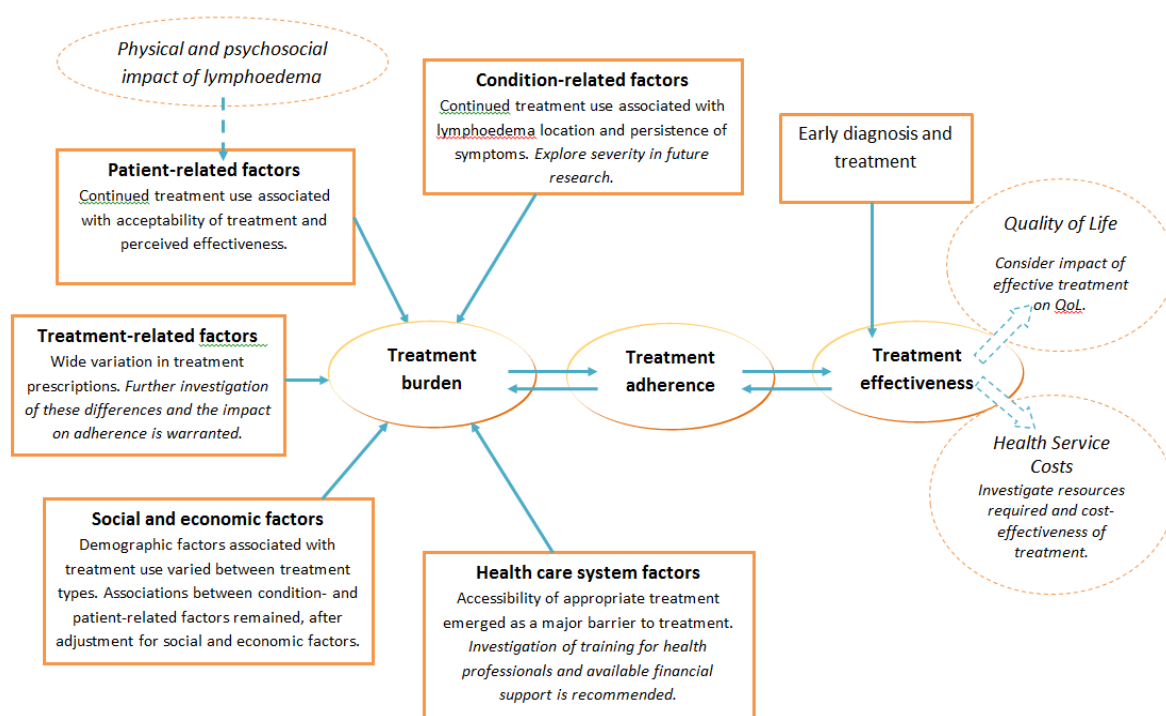 Physical and psychosocial
impact of lymphoedema
Condition-related factors
Continued treatment use associated with
lymphoedema location and persistence of
symptoms. Explore severity in future
research.
Early diagnosis and
treatment
Patient-related factors
Continued treatment use associated
with acceptability of treatment and
perceived effectiveness.
Quality of Life
Consider impact of
effective treatment
on QoL.
Treatment-related factors
Wide variation in treatment
prescriptions. Further investigation
of these differences and the impact
on adherence is warranted.
Treatment
burden
Treatment
adherence
Treatment
effectiveness
Health Service
Costs
Investigate resources
required and cost-
effectiveness of
treatment.
Social and economic factors
Demographic factors associated with
treatment use varied between treatment
types. Associations between condition- and
patient-related factors remained, after
adjustment for social and economic factors.
Health care system factors
Accessibility of appropriate treatment
emerged as a major barrier to treatment.
Investigation of training for health
professionals and available financial
support is recommended.